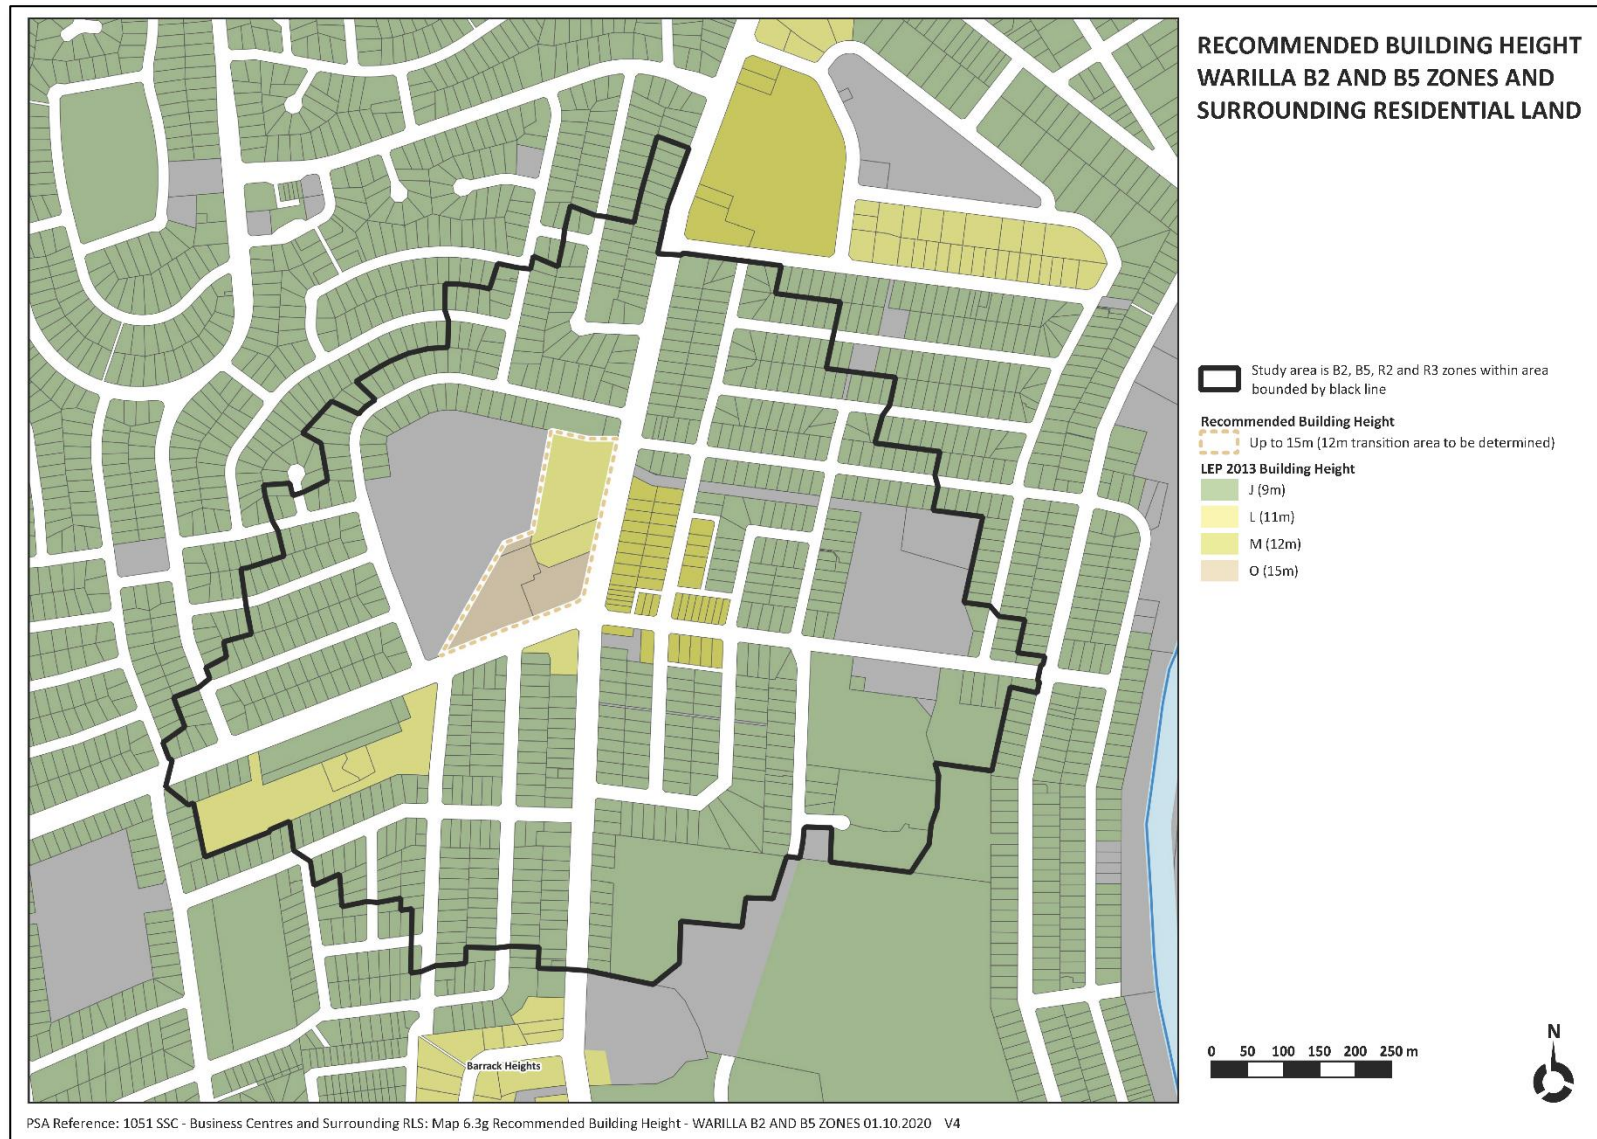 RECOMMENDED BUILDING HEIGHT
WARILLA B2 AND B5 ZONES AND
SURROUNDING RESIDENTIAL LAND
Study area is B2, B5, R2 and R3 zones within area
bounded by black line
Recommended Building Height
Up to 15m (12m transition area to be determined)
LEP 2013 Building Height
J (9m)
L (11m)
M (12m)
O (15m)
Barrack Heights
N
0 50 100 150 200 250 m
PSA Reference: 1051 SSC - Business Centres and Surrounding RLS: Map 6.3g Recommended Building Height - WARILLA B2 AND B5 ZONES 01.10.2020 V4